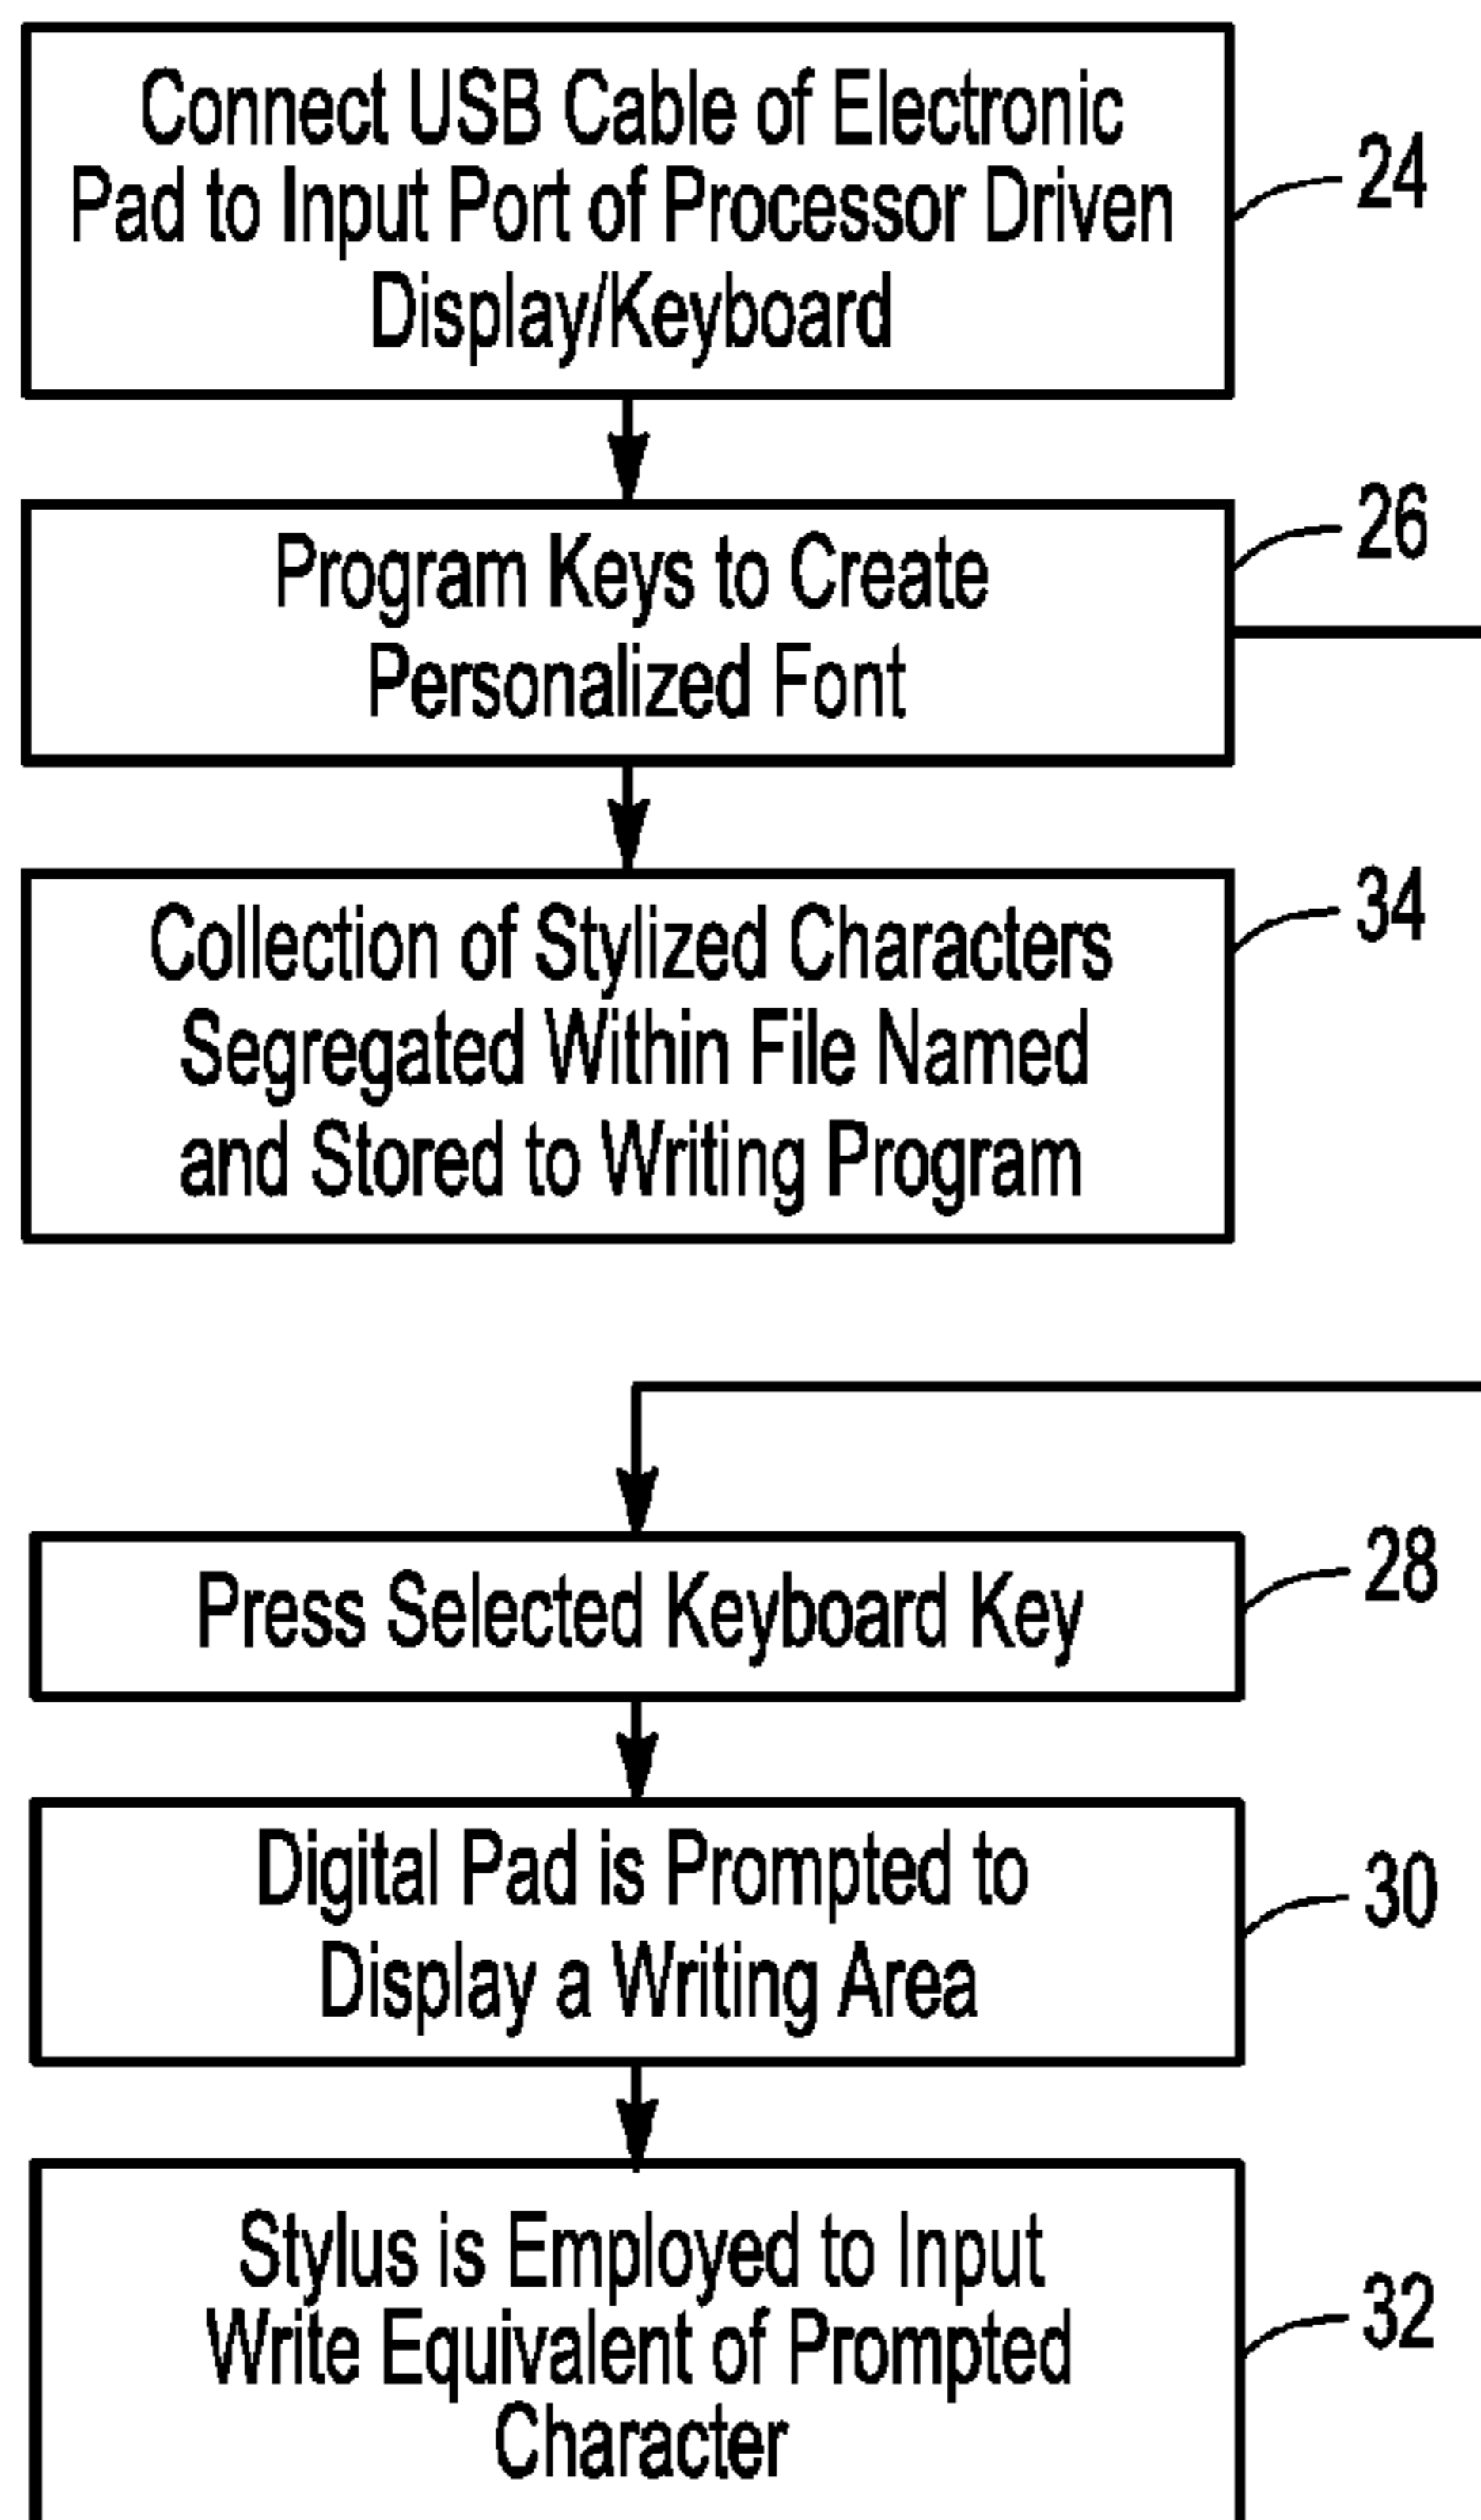 Connect USB Cable of Electronic
Pad to Input Port of Processor Driven
Display/Keyboard
24
Program Keys to Create
Personalized Font
26
Collection of Stylized Characters
Segregated Within File Named
and Stored to Writing Program
34
Press Selected Keyboard Key
28
Digital Pad is Prompted to
Display a Writing Area
30
Stylus is Employed to Input
Write Equivalent of Prompted
Character
32